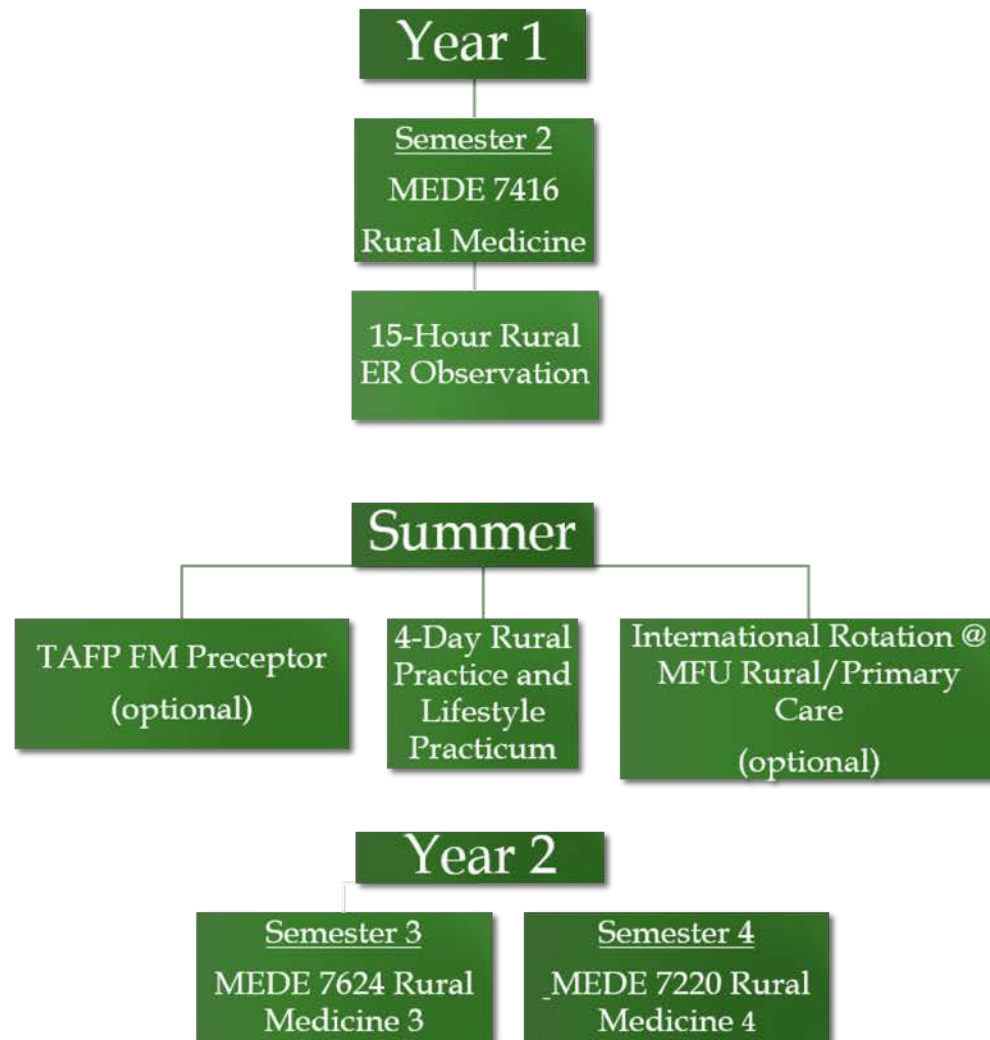 Year 1
Semester 2
MEDE 7416
Rural Medicine
15-Hour Rural
ER Observation
Summer
TAFP FM Preceptor
(optional)
4-Day Rural
Practice and
Lifestyle
Practicum
International Rotation @
MFU Rural/Primary
Care
(optional)
Year 2
Semester 3
MEDE 7624 Rural
Medicine 3
Semester 4
_MEDE 7220 Rural
Medicine 4